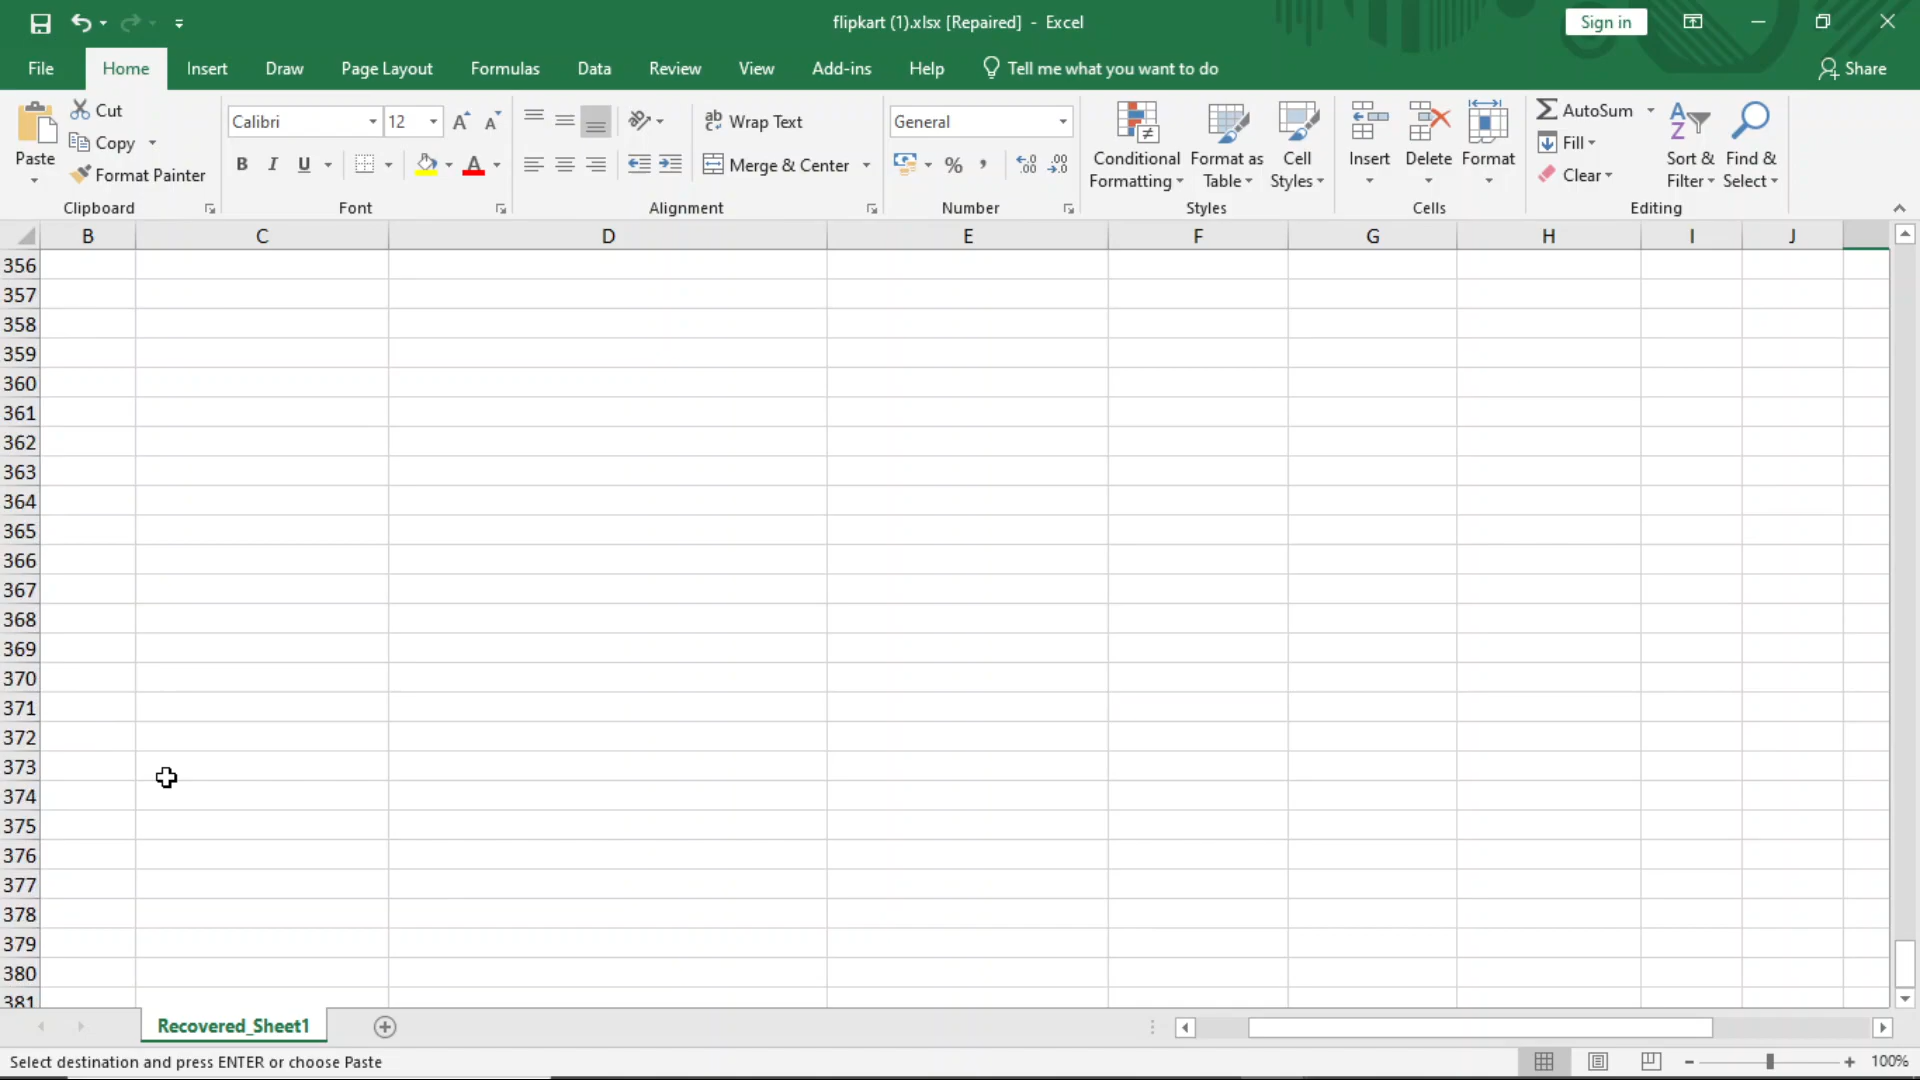 flipkart (1).xlsx [Repaired] - Excel
Sign in
File Home Insert Draw Page Layout Formulas Data Review View Add-ins Help Tell me what you want to do Share
Paste
Cut
Copy
Format Painter
Clipboard
Calibri 12
B I U
Font
Wrap Text
Merge & Center
Alignment
General
%
Number
Conditional Formatting
Format as Table
Cell Styles
Styles
Insert
Delete
Format
Cells
AutoSum
Fill
Clear
Sort & Filter
Find & Select
Editing
B C D E F G H I J
356
357
358
359
360
361
362
363
364
365
366
367
368
369
370
371
372
373
374
375
376
377
378
379
380
381
Recovered_Sheet1
Select destination and press ENTER or choose Paste
100%